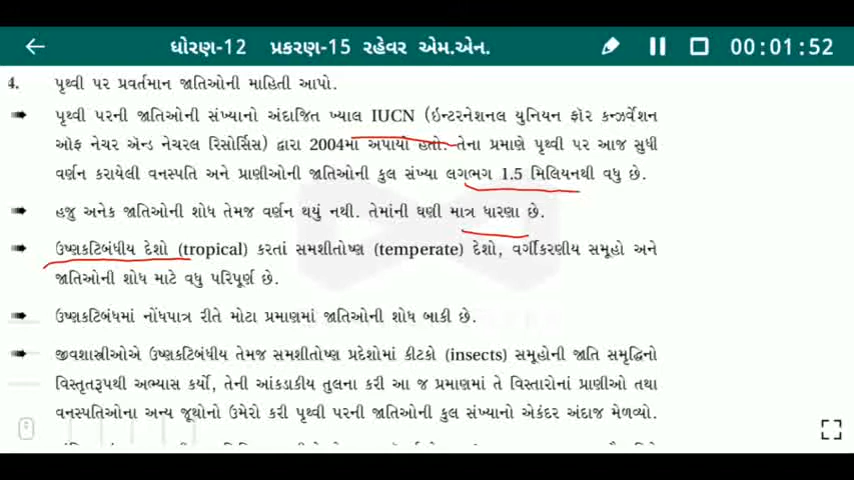 ધોરણ-12 પ્રકરણ-15 રહેવર એમ.એન.
00:01:52
4. પૃથ્વી પર પ્રવર્તમાન જાતિઓની માહિતી આપો.
➡ પૃથ્વી પરની જાતિઓની સંખ્યાનો અંદાજિત ખ્યાલ IUCN (ઇન્ટરનેશનલ યુનિયન ફૉર કન્ઝર્વેશન
ઑફ નેચર ઍન્ડ નેચરલ રિસોર્સિસ) દ્વારા 2004માં અપાયો હતો. તેના પ્રમાણે પૃથ્વી પર આજ સુધી
વર્ણન કરાયેલી વનસ્પતિ અને પ્રાણીઓની જાતિઓની કુલ સંખ્યા લગભગ 1.5 મિલિયનથી વધુ છે.
➡ હજુ અનેક જાતિઓની શોધ તેમજ વર્ણન થયું નથી. તેમાંની ઘણી માત્ર ધારણા છે.
➡ ઉષ્ણકટિબંધીય દેશો (tropical) કરતાં સમશીતોષ્ણ (temperate) દેશો, વર્ગીકરણીય સમૂહો અને
જાતિઓની શોધ માટે વધુ પરિપૂર્ણ છે.
➡ ઉષ્ણકટિબંધમાં નોંધપાત્ર રીતે મોટા પ્રમાણમાં જાતિઓની શોધ બાકી છે.
➡ જીવશાસ્ત્રીઓએ ઉષ્ણકટિબંધીય તેમજ સમશીતોષ્ણ પ્રદેશોમાં કીટકો (insects) સમૂહોની જાતિ સમૃદ્ધિનો
વિસ્તૃતરૂપથી અભ્યાસ કર્યો, તેની આંકડાકીય તુલના કરી આ જ પ્રમાણમાં તે વિસ્તારોનાં પ્રાણીઓ તથા
વનસ્પતિઓના અન્ય જૂથોનો ઉમેરો કરી પૃથ્વી પરની જાતિઓની કુલ સંખ્યાનો એકંદર અંદાજ મેળવ્યો.